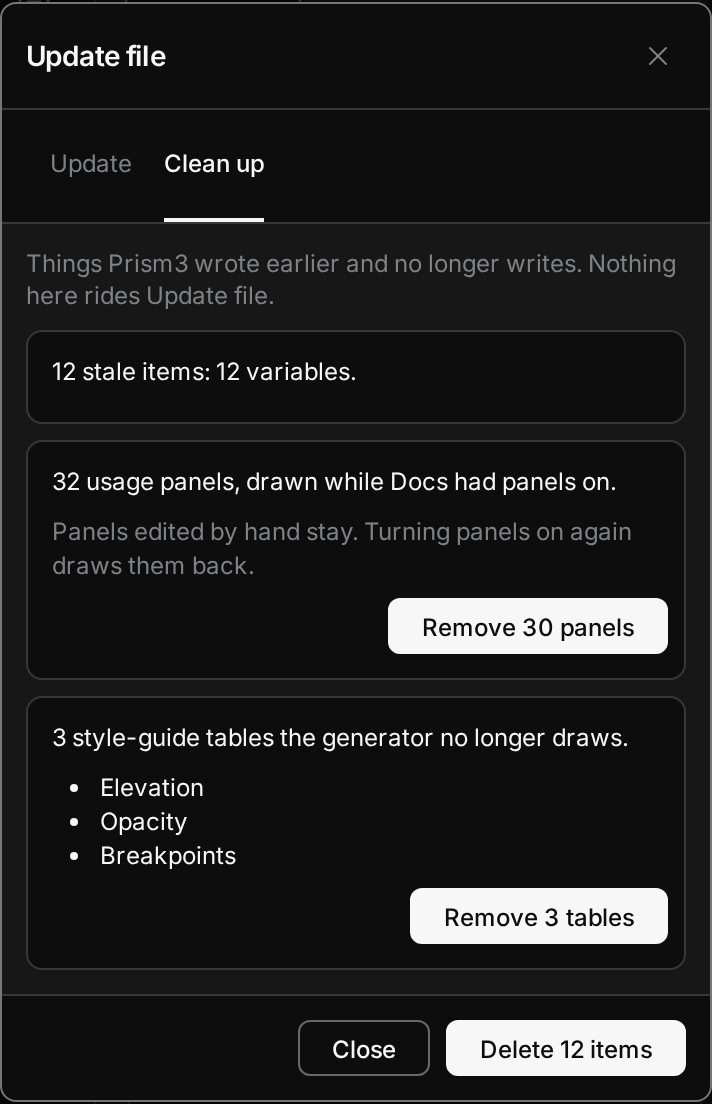 Update file
Update Clean up
Things Prism3 wrote earlier and no longer writes. Nothing
here rides Update file.
12 stale items: 12 variables.
32 usage panels, drawn while Docs had panels on.
Panels edited by hand stay. Turning panels on again
draws them back.
Remove 30 panels
3 style-guide tables the generator no longer draws.
• Elevation
• Opacity
• Breakpoints
Remove 3 tables
Close Delete 12 items